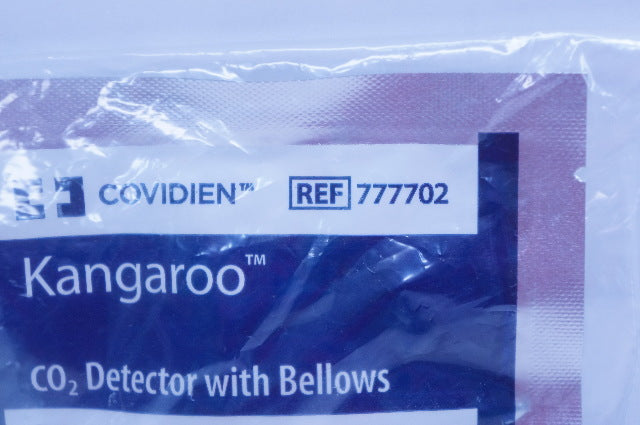 COVIDIEN™ REF 777702
Kangaroo™
CO₂ Detector with Bellows